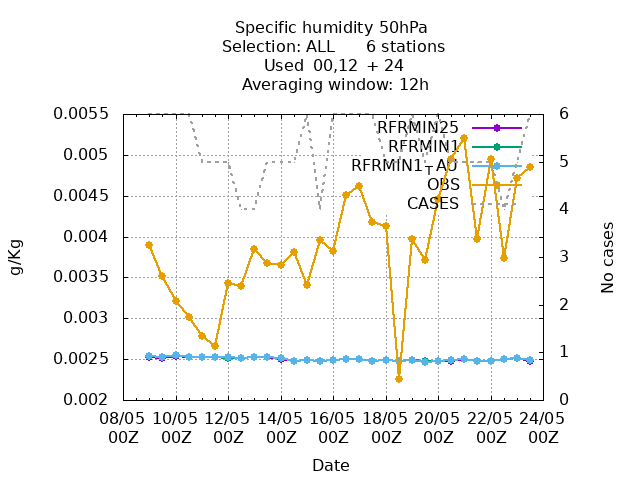 Specific humidity 50hPa
Selection: ALL 6 stations
Used 00,12 + 24
Averaging window: 12h
RFRMIN25
RFRMIN1
RFRMIN1_AU
OBS
CASES
0.0055
0.005
0.0045
0.004
0.0035
0.003
0.0025
0.002
g/Kg
6
5
4
3
2
1
0
No cases
08/05 10/05 12/05 14/05 16/05 18/05 20/05 22/05 24/05
00Z 00Z 00Z 00Z 00Z 00Z 00Z 00Z 00Z
Date